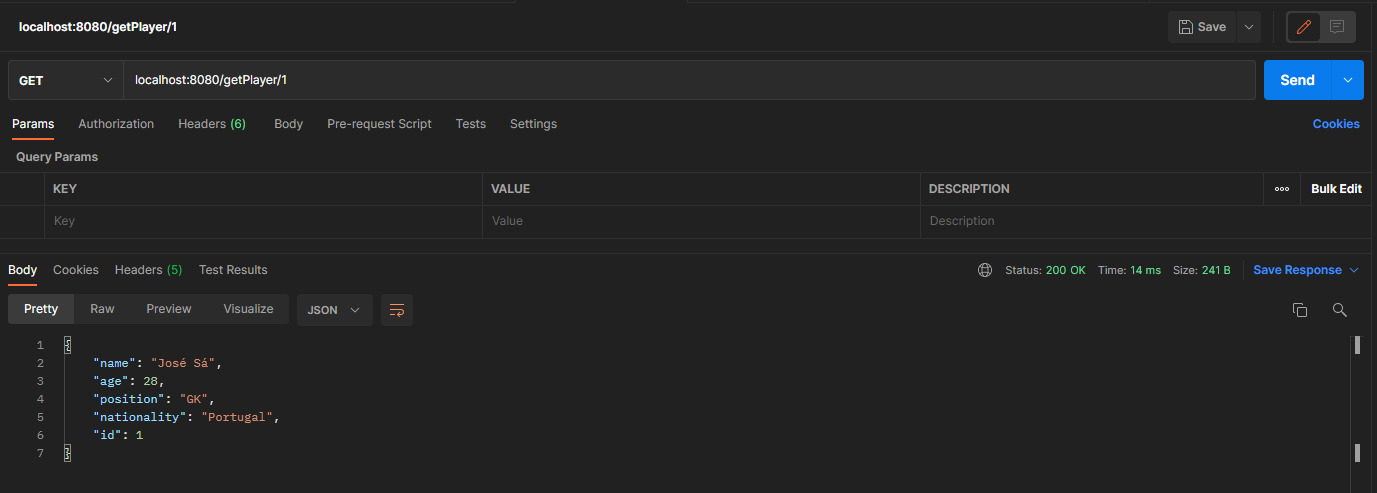 localhost:8080/getPlayer/1
Save
GET
localhost:8080/getPlayer/1
Send
Params Authorization Headers (6) Body Pre-request Script Tests Settings Cookies
Query Params
KEY VALUE DESCRIPTION Bulk Edit
Key Value Description
Body Cookies Headers (5) Test Results Status: 200 OK Time: 14 ms Size: 241 B Save Response
Pretty Raw Preview Visualize JSON
1 {
2 "name": "José Sá",
3 "age": 28,
4 "position": "GK",
5 "nationality": "Portugal",
6 "id": 1
7 }